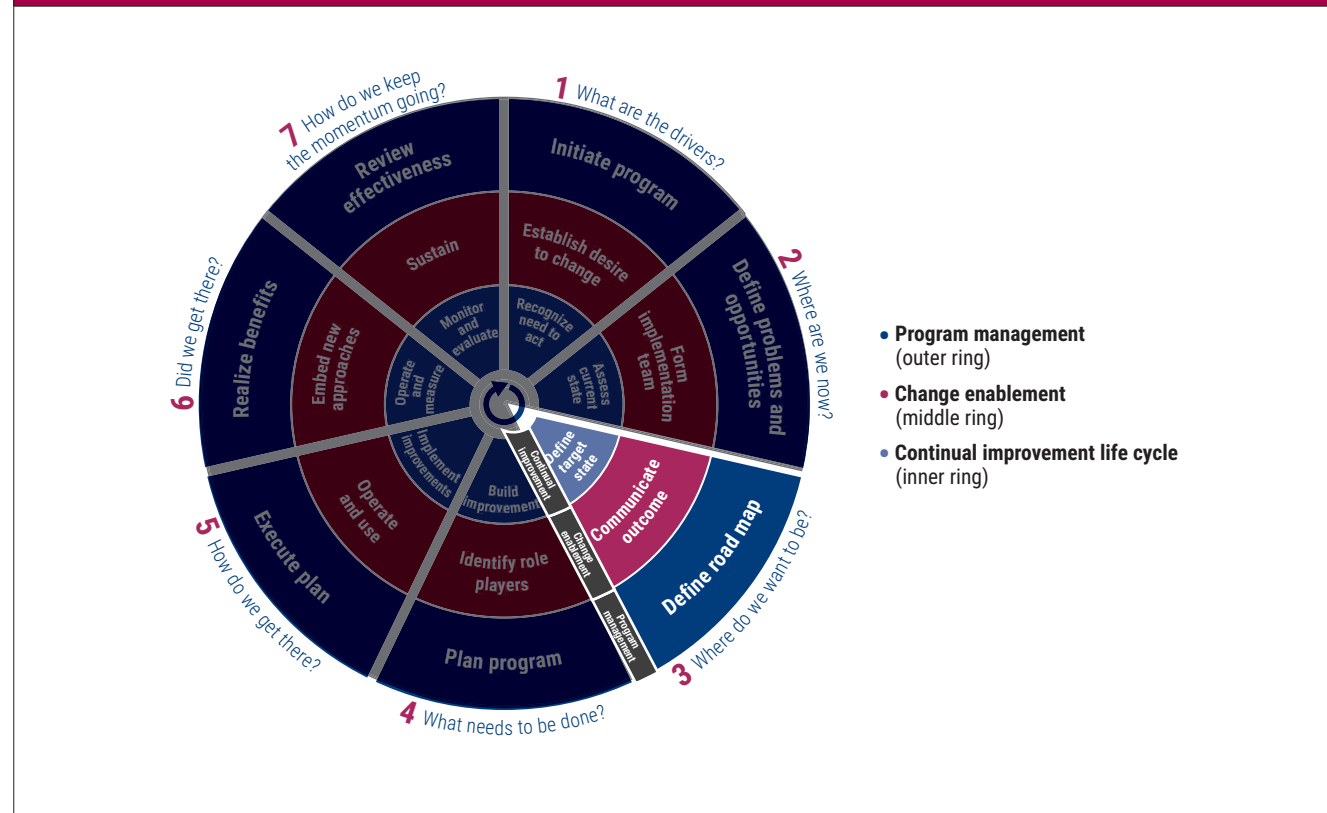 1 What are the drivers?
Initiate program
Establish desire
to change
Recognize
need to
act
2 Where are we now?
Define problems and
opportunities
Form
implementation
team
Assess
current
state
3 Where do we want to be?
Define road map
Communicate
outcome
Define
target
state
Continual
improvement
Change
enablement
Program
management
4 What needs to be done?
Plan program
Identify role
players
Build
improvements
5 How do we get there?
Execute plan
Operate
and use
Implement
improvements
6 Did we get there?
Realize benefits
Embed new
approaches
Operate
and
measure
7 How do we keep
the momentum going?
Review
effectiveness
Sustain
Monitor
and
evaluate
• Program management
(outer ring)
• Change enablement
(middle ring)
• Continual improvement life cycle
(inner ring)